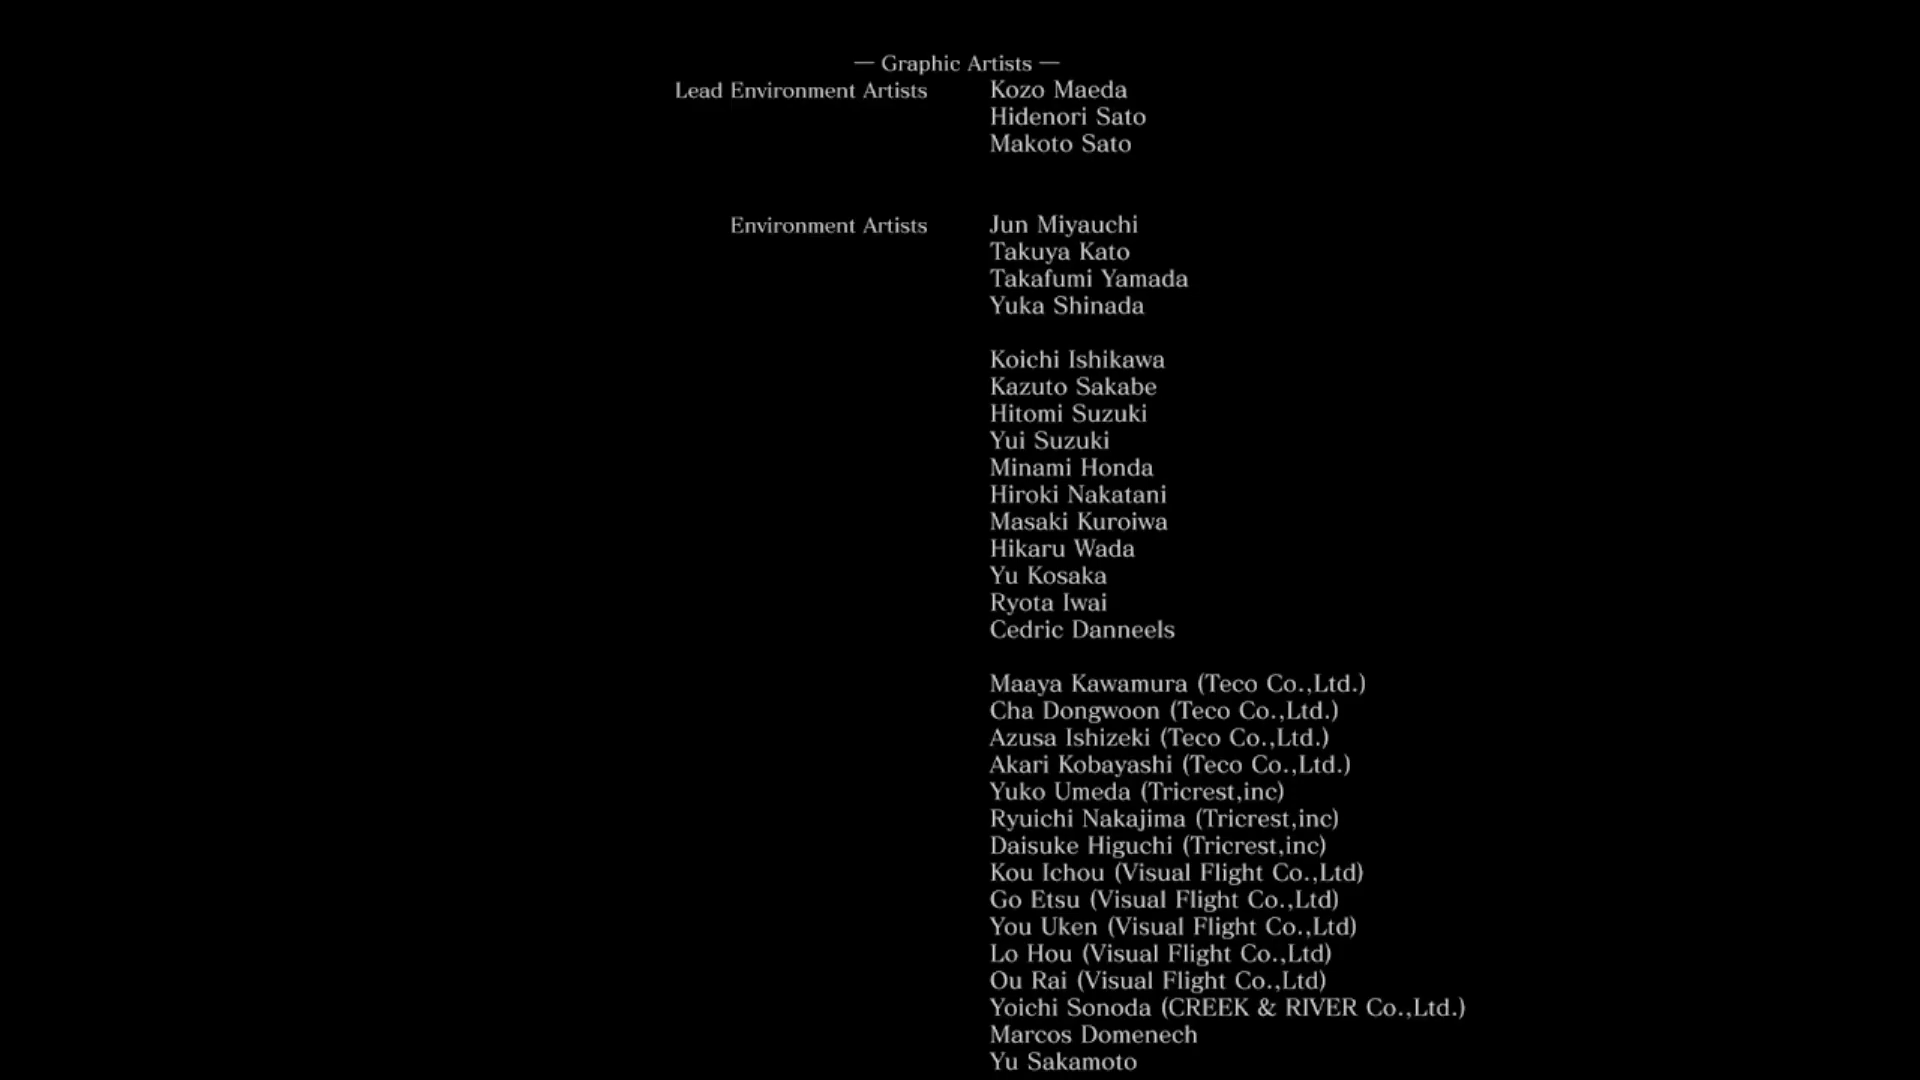 — Graphic Artists —
Lead Environment Artists Kozo Maeda
Hidenori Sato
Makoto Sato
Environment Artists Jun Miyauchi
Takuya Kato
Takafumi Yamada
Yuka Shinada
Koichi Ishikawa
Kazuto Sakabe
Hitomi Suzuki
Yui Suzuki
Minami Honda
Hiroki Nakatani
Masaki Kuroiwa
Hikaru Wada
Yu Kosaka
Ryota Iwai
Cedric Danneels
Maaya Kawamura (Teco Co.,Ltd.)
Cha Dongwoon (Teco Co.,Ltd.)
Azusa Ishizeki (Teco Co.,Ltd.)
Akari Kobayashi (Teco Co.,Ltd.)
Yuko Umeda (Tricrest,inc)
Ryuichi Nakajima (Tricrest,inc)
Daisuke Higuchi (Tricrest,inc)
Kou Ichou (Visual Flight Co.,Ltd)
Go Etsu (Visual Flight Co.,Ltd)
You Uken (Visual Flight Co.,Ltd)
Lo Hou (Visual Flight Co.,Ltd)
Ou Rai (Visual Flight Co.,Ltd)
Yoichi Sonoda (CREEK & RIVER Co.,Ltd.)
Marcos Domenech
Yu Sakamoto